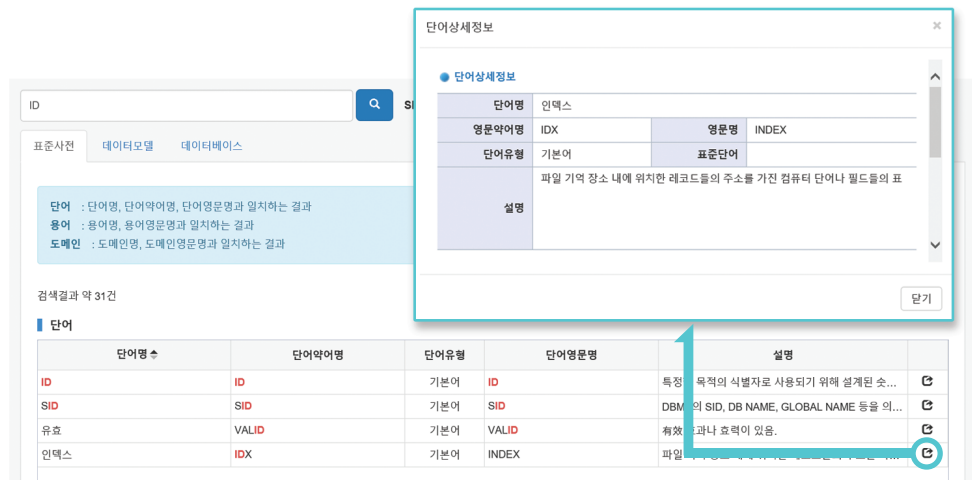 단어상세정보 ×
단어상세정보
단어명 인덱스
영문약어명 IDX 영문명 INDEX
단어유형 기본어 표준단어
설명 파일 기억 장소 내에 위치한 레코드들의 주소를 가진 컴퓨터 단어나 필드들의 표
닫기
ID
표준사전 데이터모델 데이터베이스
단어 : 단어명, 단어약어명, 단어영문명과 일치하는 결과
용어 : 용어명, 용어영문명과 일치하는 결과
도메인 : 도메인명, 도메인영문명과 일치하는 결과
검색결과 약 31건
단어
단어명 단어약어명 단어유형 단어영문명 설명
ID ID 기본어 ID 특정 목적의 식별자로 사용되기 위해 설계된 숫...
SID SID 기본어 SID DBM 의 SID, DB NAME, GLOBAL NAME 등을 의...
유효 VALID 기본어 VALID 有效 과나 효력이 있음.
인덱스 IDX 기본어 INDEX 파일